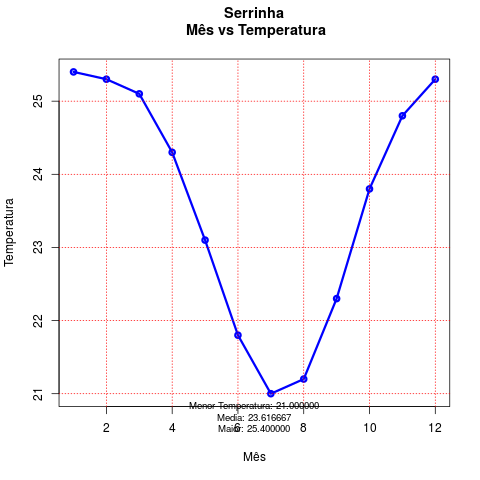 Serrinha
Mês vs Temperatura
Temperatura
25
24
23
22
21
Menor Temperatura: 21.000000
Media: 23.616667
Maior: 25.400000
2
4
6
8
10
12
Mês